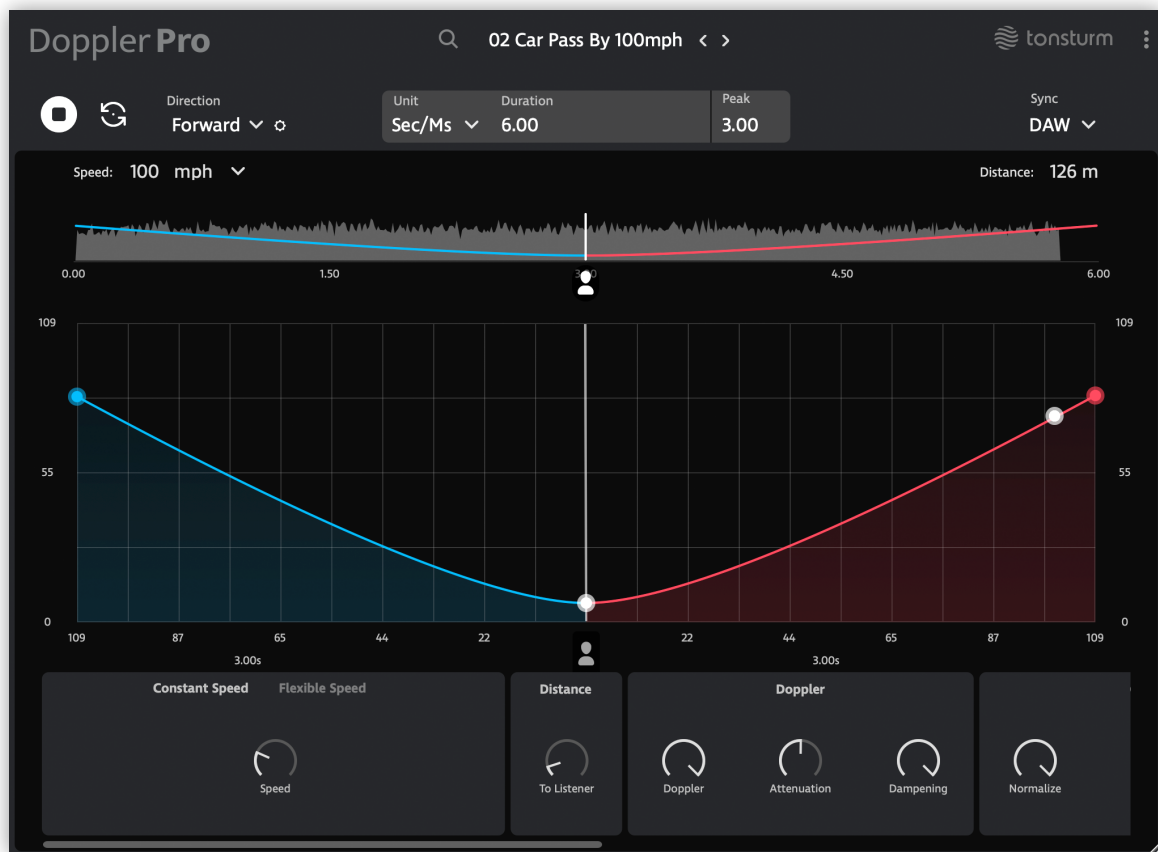 DopplerPro
02 Car Pass By 100mph
tonsturm
Direction
Forward
Unit
Sec/Ms
Duration
6.00
Peak
3.00
Sync
DAW
Speed: 100 mph
Distance: 126 m
0.00 1.50 4.50 6.00
109 109
55 55
0 0
109 87 65 44 22 22 44 65 87 109
3.00s 3.00s
Constant Speed Flexible Speed
Distance
Doppler
Speed
To Listener
Doppler Attenuation Dampening
Normalize